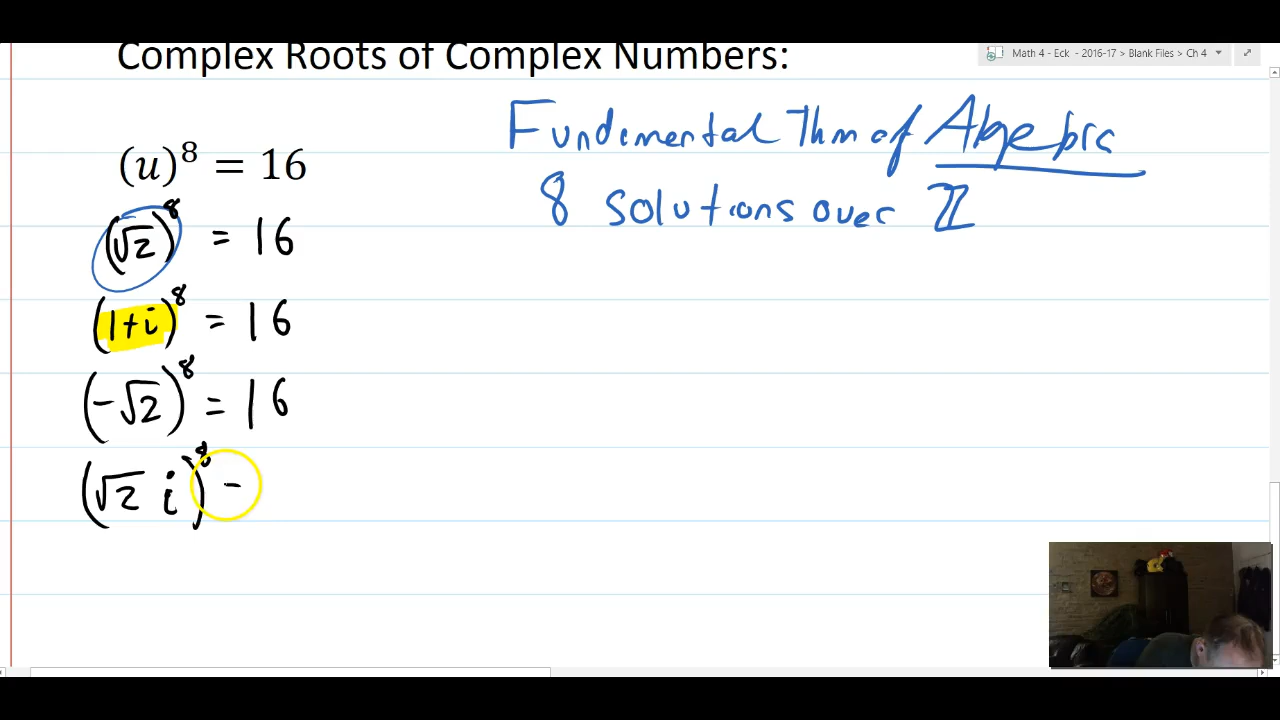 Complex Roots of Complex Numbers:
Math 4 - Eck - 2016-17 > Blank Files > Ch 4
Fundemental Thm of Algebra
(u)^8 = 16
8 solutions over ℤ
(√2)^8 = 16
(1+i)^8 = 16
(-√2)^8 = 16
(√2 i)^8 -